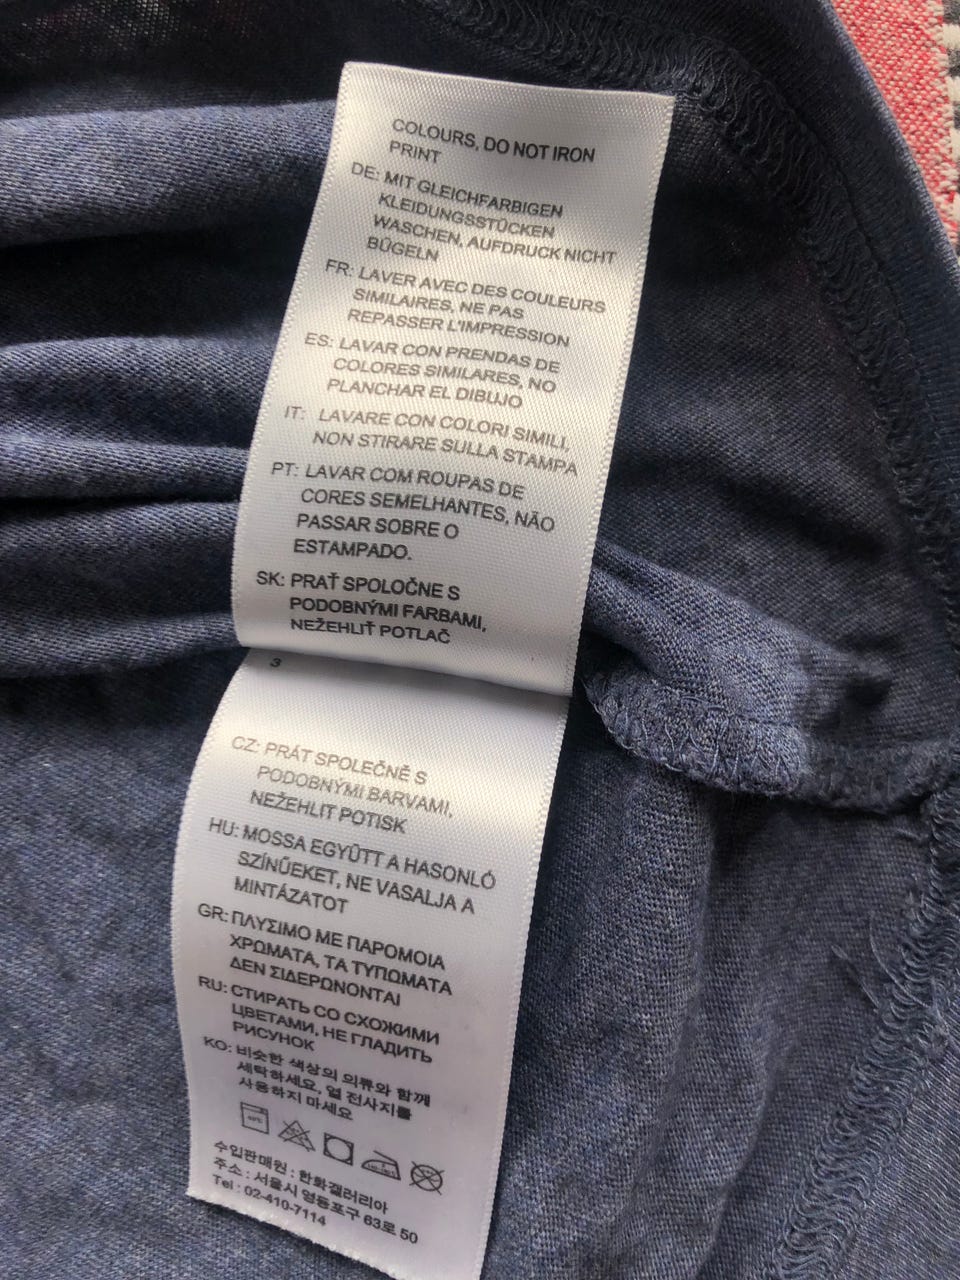 COLOURS, DO NOT IRON
PRINT
DE: MIT GLEICHFARBIGEN
KLEIDUNGSSTÜCKEN
WASCHEN, AUFDRUCK NICHT
BÜGELN
FR: LAVER AVEC DES COULEURS
SIMILAIRES, NE PAS
REPASSER L'IMPRESSION
ES: LAVAR CON PRENDAS DE
COLORES SIMILARES, NO
PLANCHAR EL DIBUJO
IT: LAVARE CON COLORI SIMILI,
NON STIRARE SULLA STAMPA
PT: LAVAR COM ROUPAS DE
CORES SEMELHANTES, NÃO
PASSAR SOBRE O
ESTAMPADO.
SK: PRAŤ SPOLOČNE S
PODOBNÝMI FARBAMI,
NEŽEHLIŤ POTLAČ
3
CZ: PRÁT SPOLEČNĚ S
PODOBNÝMI BARVAMI,
NEŽEHLIT POTISK
HU: MOSSA EGYÜTT A HASONLÓ
SZÍNŰEKET, NE VASALJA A
MINTÁZATOT
GR: ΠΛΥΣΙΜΟ ΜΕ ΠΑΡΟΜΟΙΑ
ΧΡΩΜΑΤΑ, ΤΑ ΤΥΠΩΜΑΤΑ
ΔΕΝ ΣΙΔΕΡΩΝΟΝΤΑΙ
RU: СТИРАТЬ СО СХОЖИМИ
ЦВЕТАМИ, НЕ ГЛАДИТЬ
РИСУНОК
KO: 비슷한 색상의 의류와 함께
세탁하세요, 열 전사지를
사용하지 마세요
수입판매원 : 한화갤러리아
주소 : 서울시 영등포구 63로 50
Tel : 02-410-7114